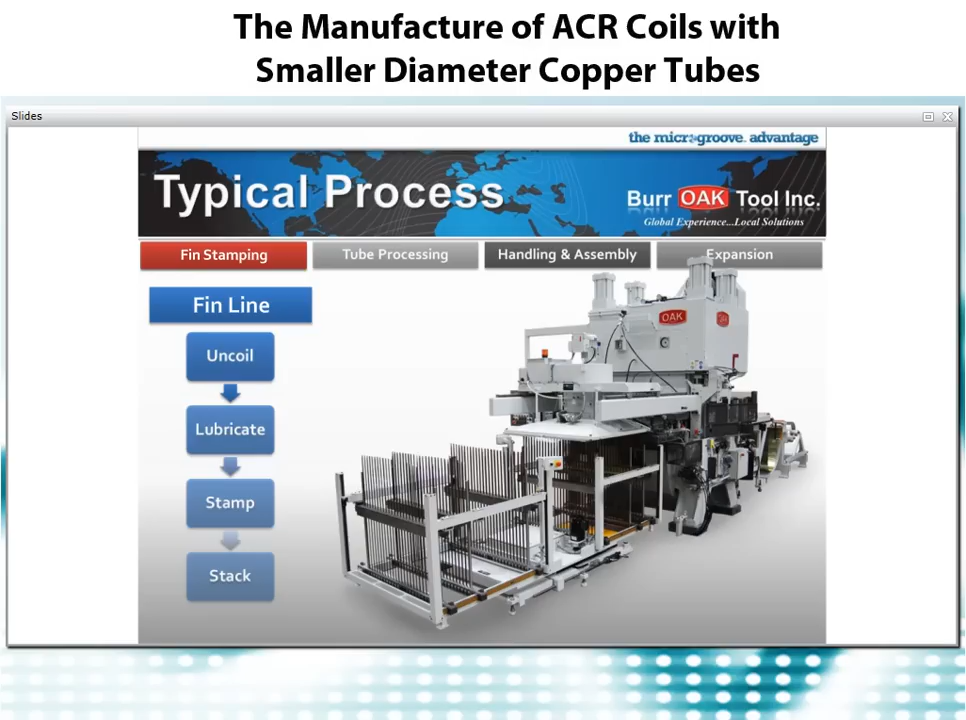 The Manufacture of ACR Coils with
Smaller Diameter Copper Tubes
Slides
the microgroove™ advantage
Typical Process
Burr OAK Tool Inc.
Global Experience...Local Solutions
Fin Stamping
Tube Processing
Handling & Assembly
Expansion
Fin Line
OAK
Uncoil
Lubricate
Stamp
Stack